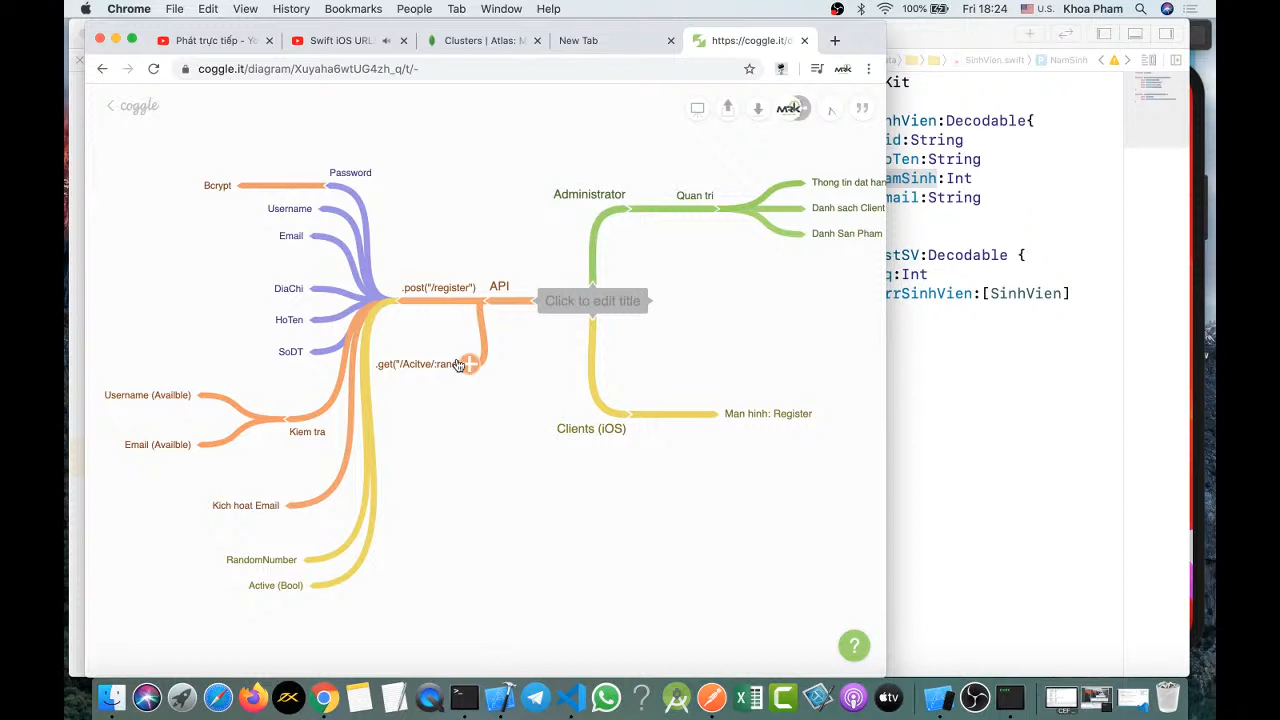 Chrome File Edit View History Bookmarks People Tab Window Help
100% Fri 18:24 U.S. Khoa Pham
Phát trực tiếp - Yo
Swift iOS URL
New Tab
https://coggle.it/d
coggle.it/diagram/
SinhVien.swift
NamSinh
coggle
MRK
Kit
nhVien:Decodable{
id:String
oTen:String
amSinh:Int
mail:String
stSV:Decodable {
q:Int
rrSinhVien:[SinhVien]
Password
Bcrypt
Username
Email
DiaChi
HoTen
SoDT
.post("/register")
API
Click to edit title
.get("/Acitve/:ran
Username (Availble)
Email (Availble)
Kiem tra
Kich hoat Email
RandomNumber
Active (Bool)
Administrator
Quan tri
Thong tin dat han
Danh sach Client
Danh San Pham
Man hinh: Register
Clients (iOS)
?
tv
CEF